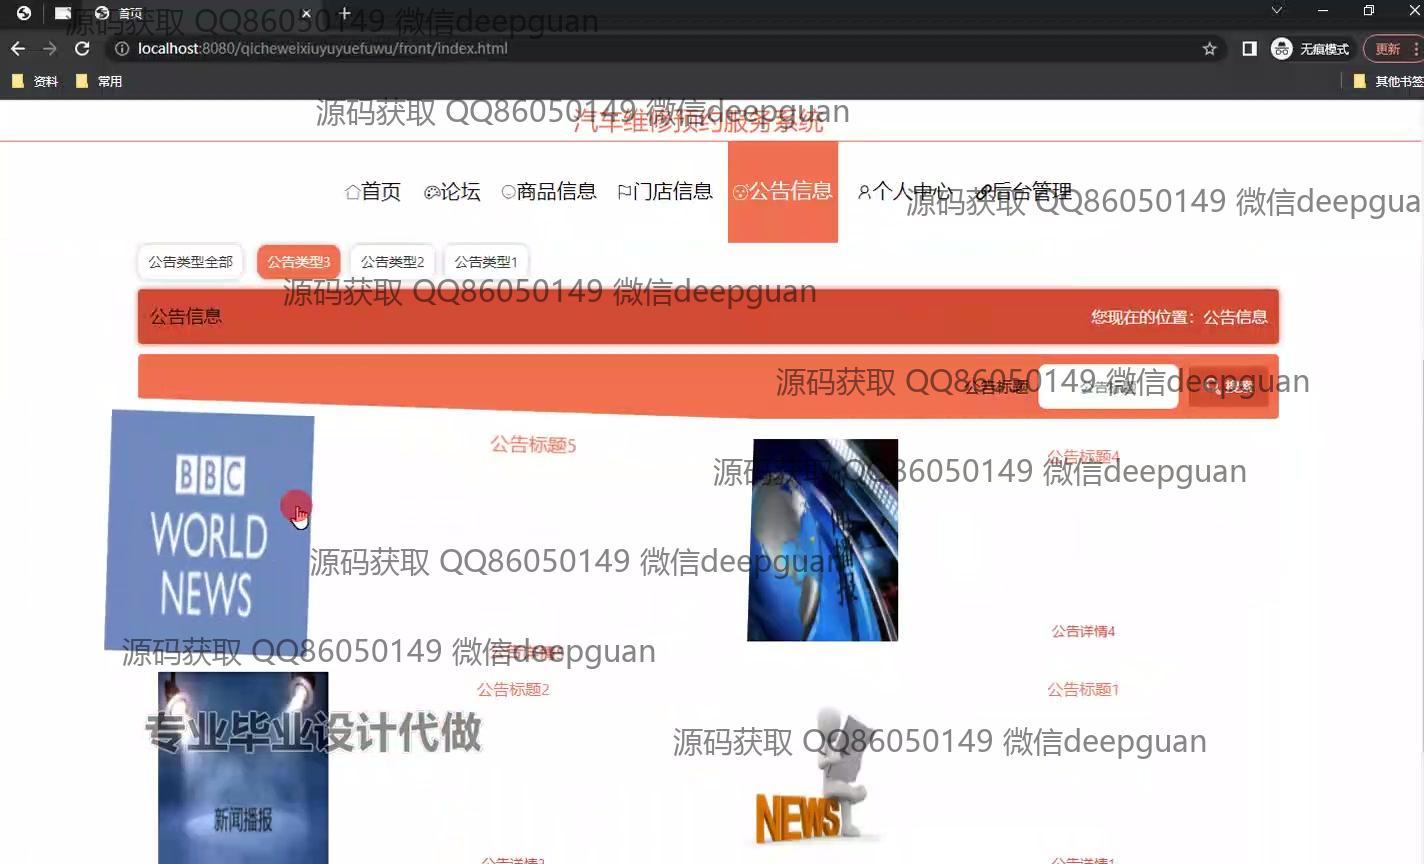 首页
源码获取 QQ86050149 微信deepguan
localhost:8080/qicheweixiuyuyuefuwu/front/index.html
无痕模式
更新
资料
常用
其他书签
源码获取 QQ86050149 微信deepguan
汽车维修预约服务系统
首页
论坛
商品信息
门店信息
公告信息
个人中心
后台管理
源码获取 QQ86050149 微信deepgua
公告类型全部
公告类型3
公告类型2
公告类型1
源码获取 QQ86050149 微信deepguan
公告信息
您现在的位置：公告信息
源码获取 QQ86050149 微信deepguan
公告标题
公告标题
搜索
BBC
WORLD
NEWS
公告标题5
公告标题4
源码获取 QQ86050149 微信deepguan
源码获取 QQ86050149 微信deepguan
公告详情4
源码获取 QQ86050149 微信deepguan
公告标题2
公告标题1
专业毕业设计代做
源码获取 QQ86050149 微信deepguan
新闻播报
NEWS
公告详情2
公告详情1